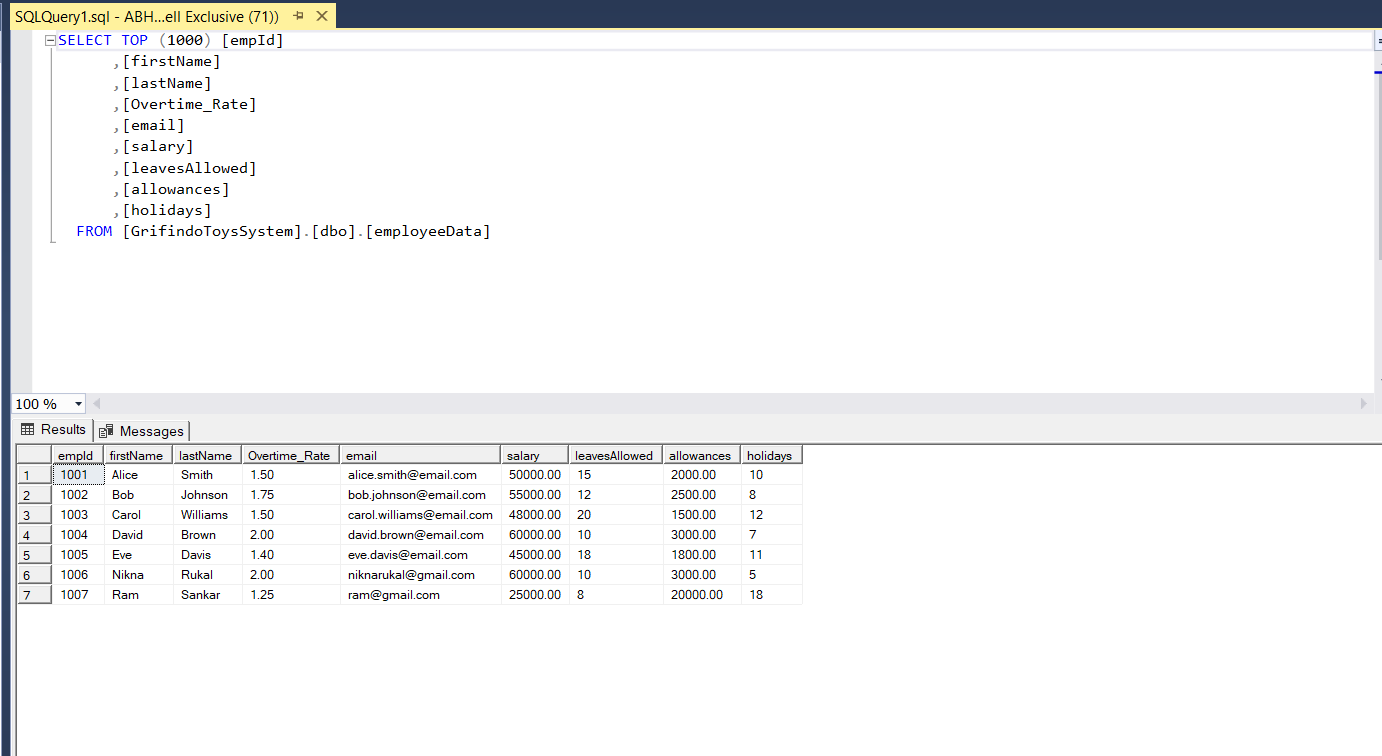 SQLQuery1.sql - ABH...ell Exclusive (71))
SELECT TOP (1000) [empId]
,[firstName]
,[lastName]
,[Overtime_Rate]
,[email]
,[salary]
,[leavesAllowed]
,[allowances]
,[holidays]
FROM [GrifindoToysSystem].[dbo].[employeeData]
100 %
Results Messages
empId firstName lastName Overtime_Rate email salary leavesAllowed allowances holidays
1 1001 Alice Smith 1.50 alice.smith@email.com 50000.00 15 2000.00 10
2 1002 Bob Johnson 1.75 bob.johnson@email.com 55000.00 12 2500.00 8
3 1003 Carol Williams 1.50 carol.williams@email.com 48000.00 20 1500.00 12
4 1004 David Brown 2.00 david.brown@email.com 60000.00 10 3000.00 7
5 1005 Eve Davis 1.40 eve.davis@email.com 45000.00 18 1800.00 11
6 1006 Nikna Rukal 2.00 niknarukal@gmail.com 60000.00 10 3000.00 5
7 1007 Ram Sankar 1.25 ram@gmail.com 25000.00 8 20000.00 18